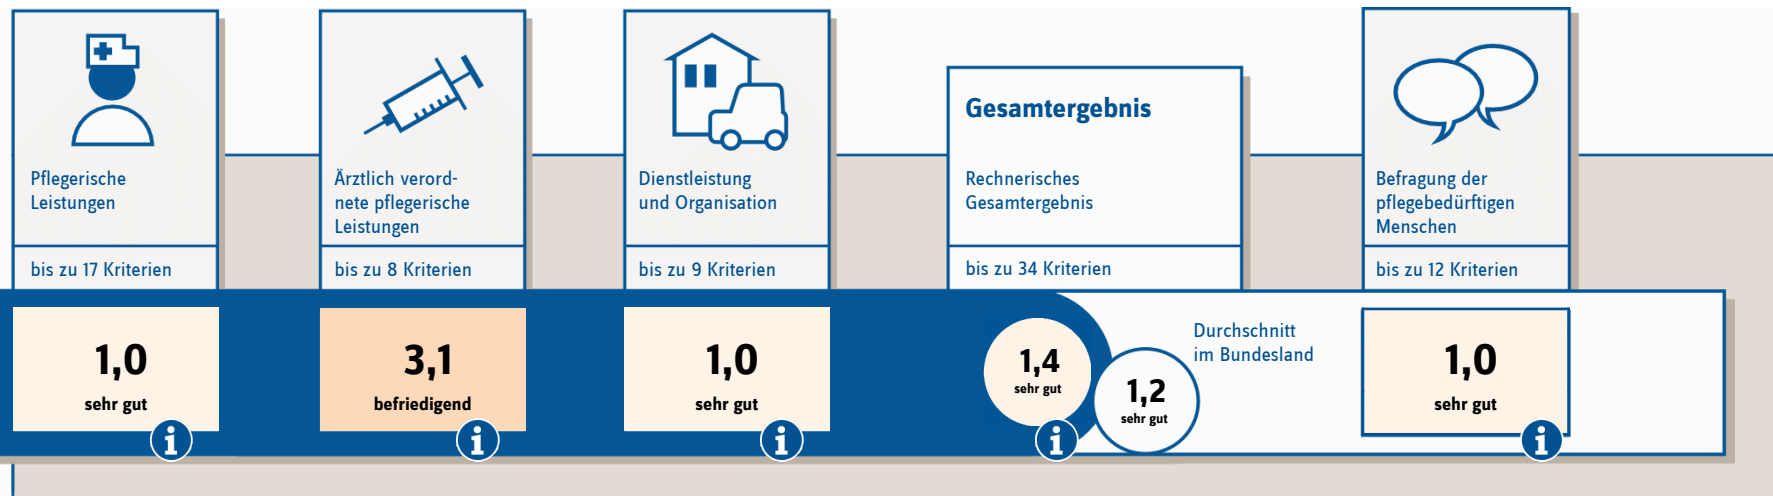 Pflegerische
Leistungen
bis zu 17 Kriterien
1,0
sehr gut
i
Ärztlich verord-
nete pflegerische
Leistungen
bis zu 8 Kriterien
3,1
befriedigend
i
Dienstleistung
und Organisation
bis zu 9 Kriterien
1,0
sehr gut
i
Gesamtergebnis
Rechnerisches
Gesamtergebnis
bis zu 34 Kriterien
1,4
sehr gut
i
Durchschnitt
im Bundesland
1,2
sehr gut
Befragung der
pflegebedürftigen
Menschen
bis zu 12 Kriterien
1,0
sehr gut
i